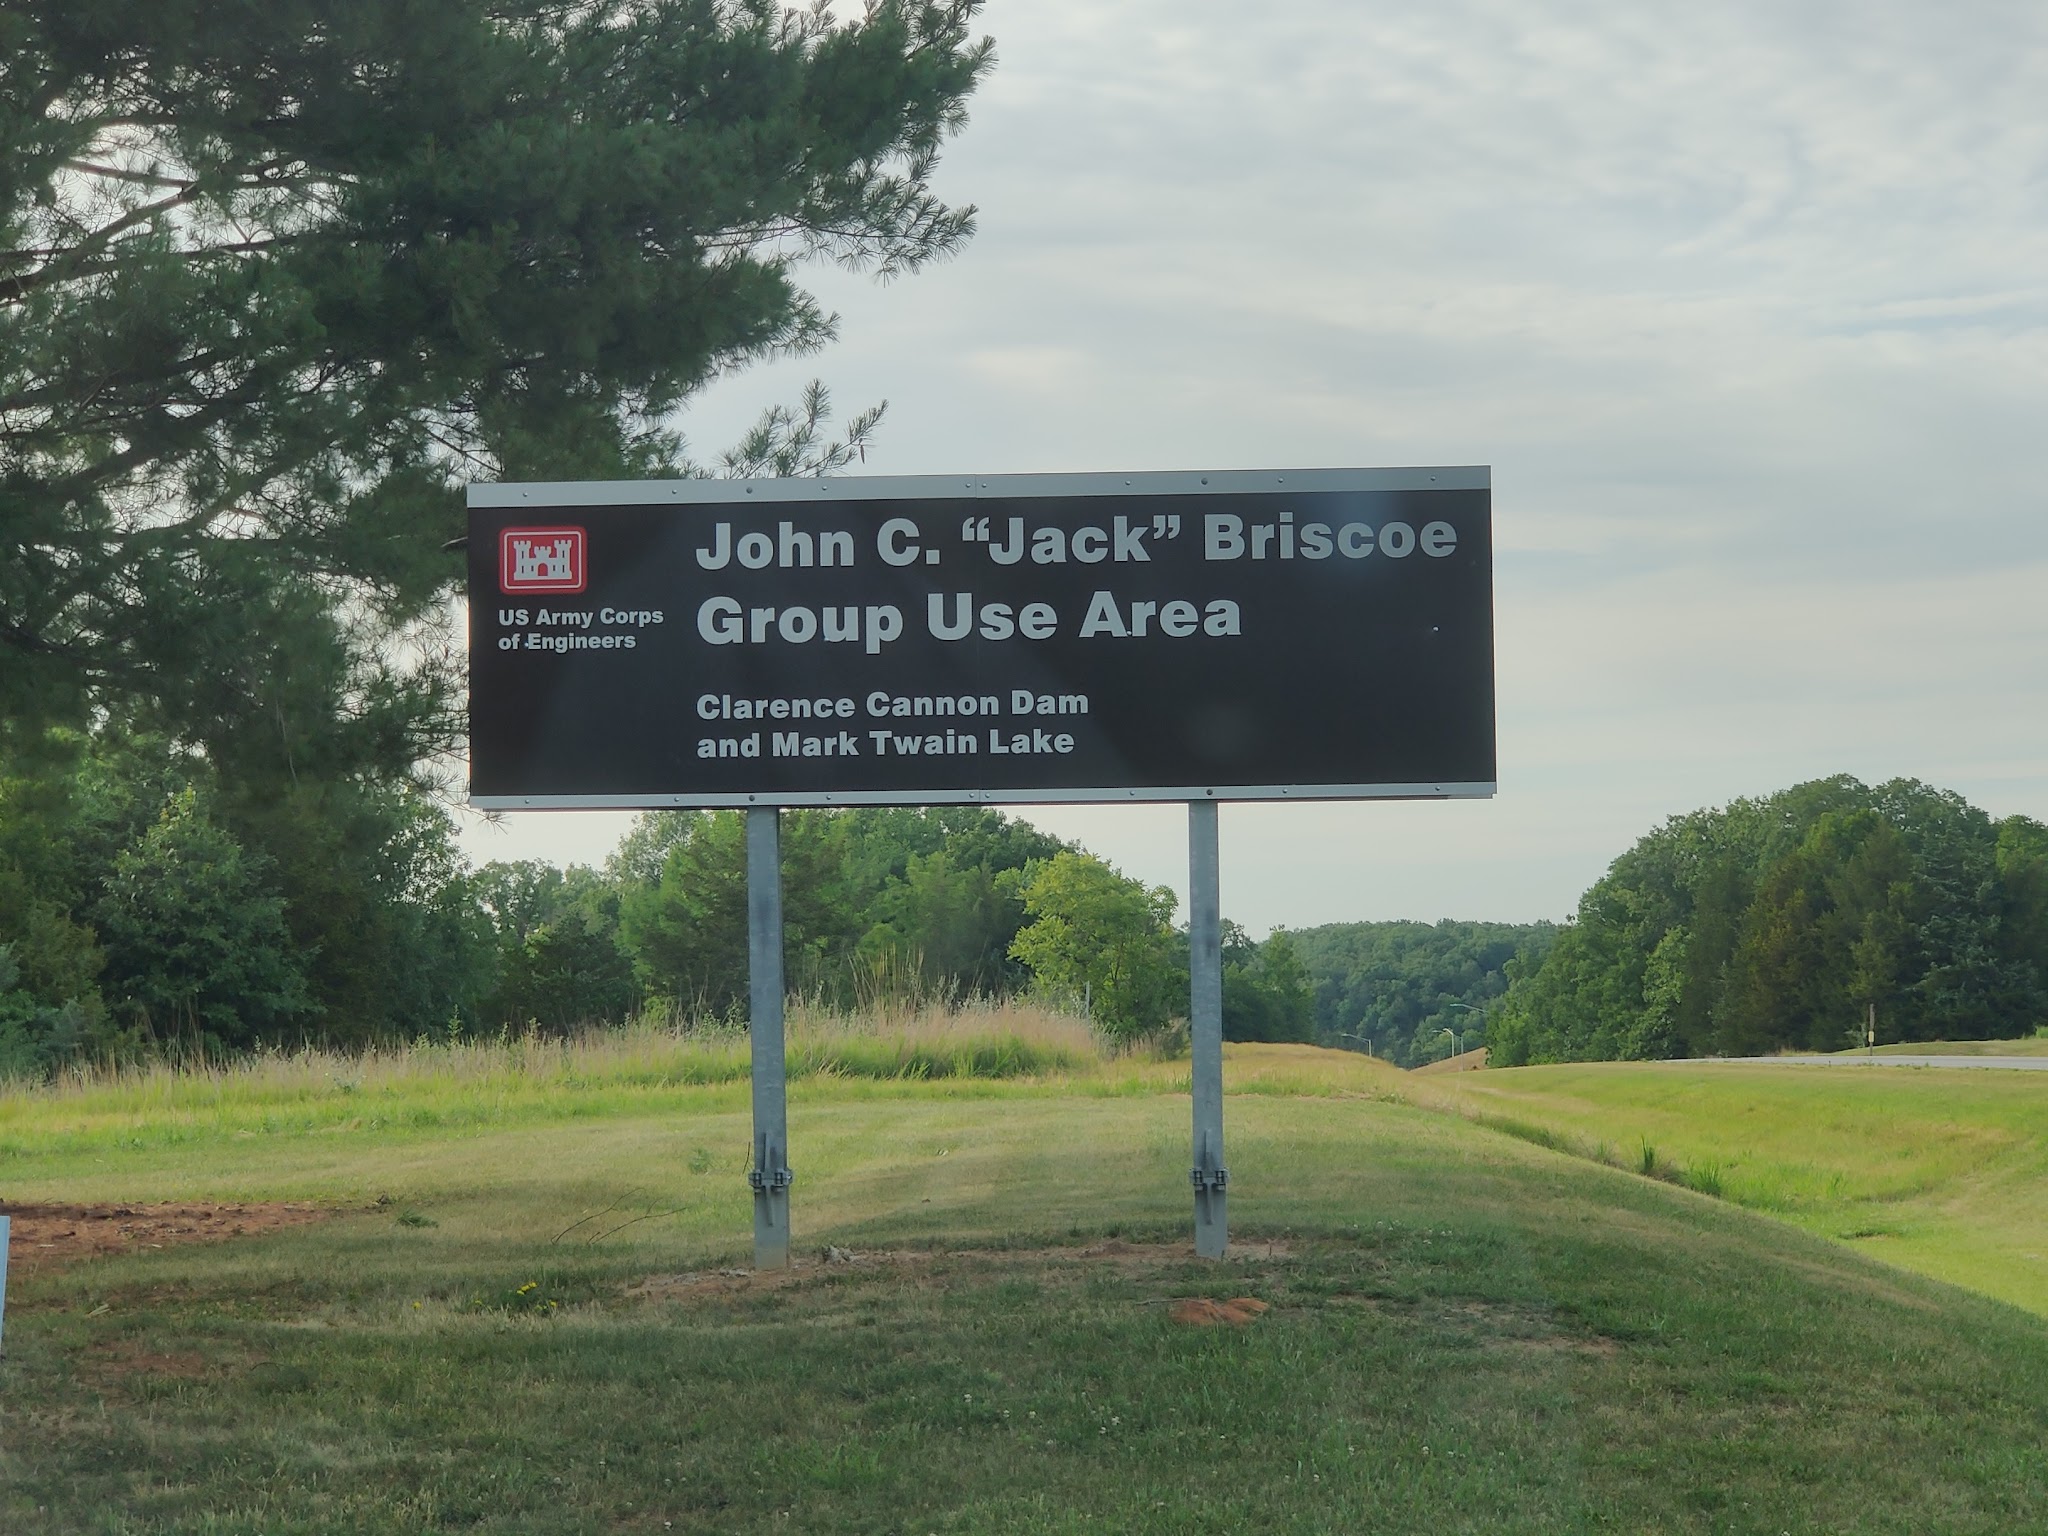 John C. “Jack” Briscoe
Group Use Area
US Army Corps
of Engineers
Clarence Cannon Dam
and Mark Twain Lake